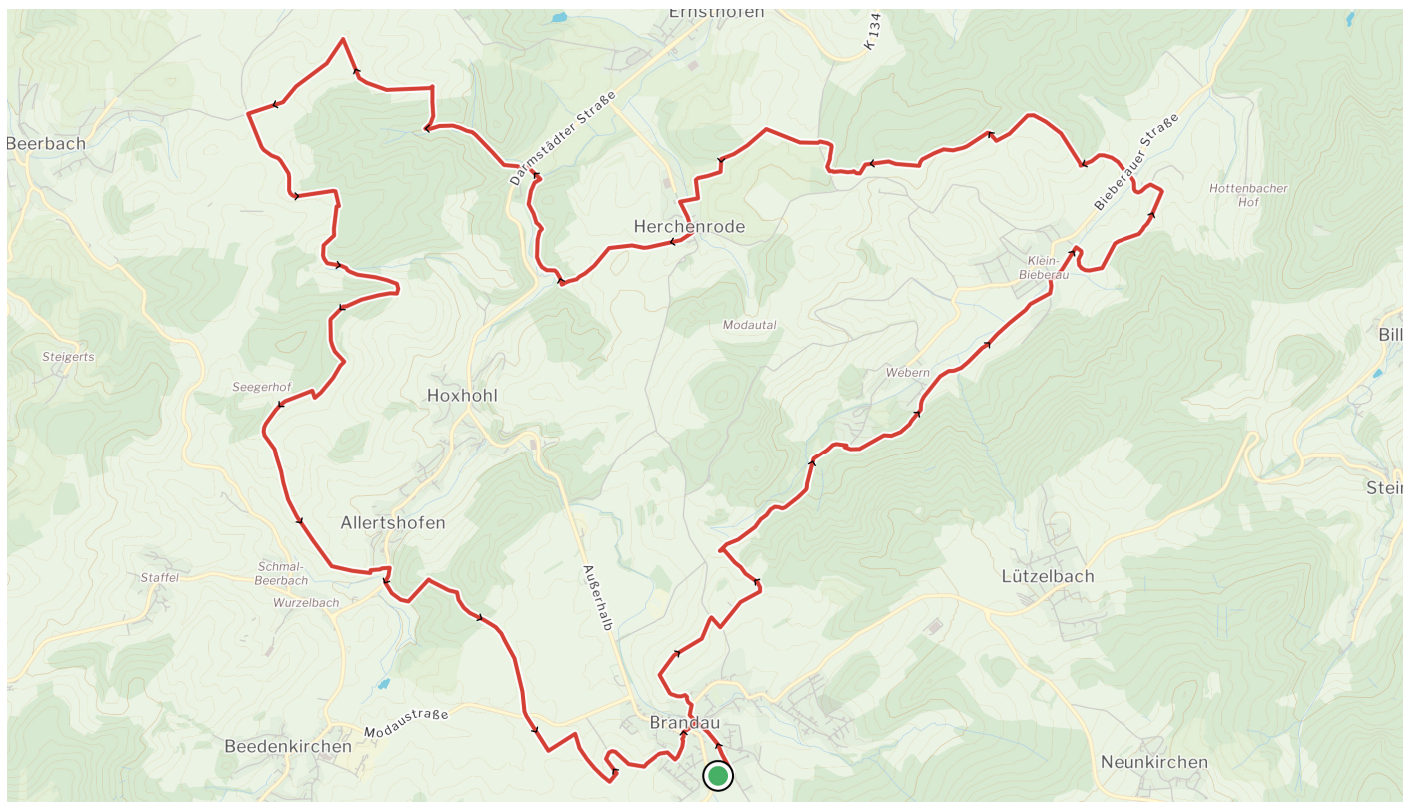 Ernsthofen
K 134
Darmstädter Straße
Beerbach
Bieberauer Straße
Hottenbacher
Hof
Herchenrode
Klein-
Bieberau
Modautal
Steigerts
Webern
Seegerhof
Hoxhohl
Allertshofen
Schmal-
Beerbach
Staffel
Wurzelbach
Außerhalb
Lützelbach
Modaustraße
Brandau
Beedenkirchen
Neunkirchen
Bill
Stein